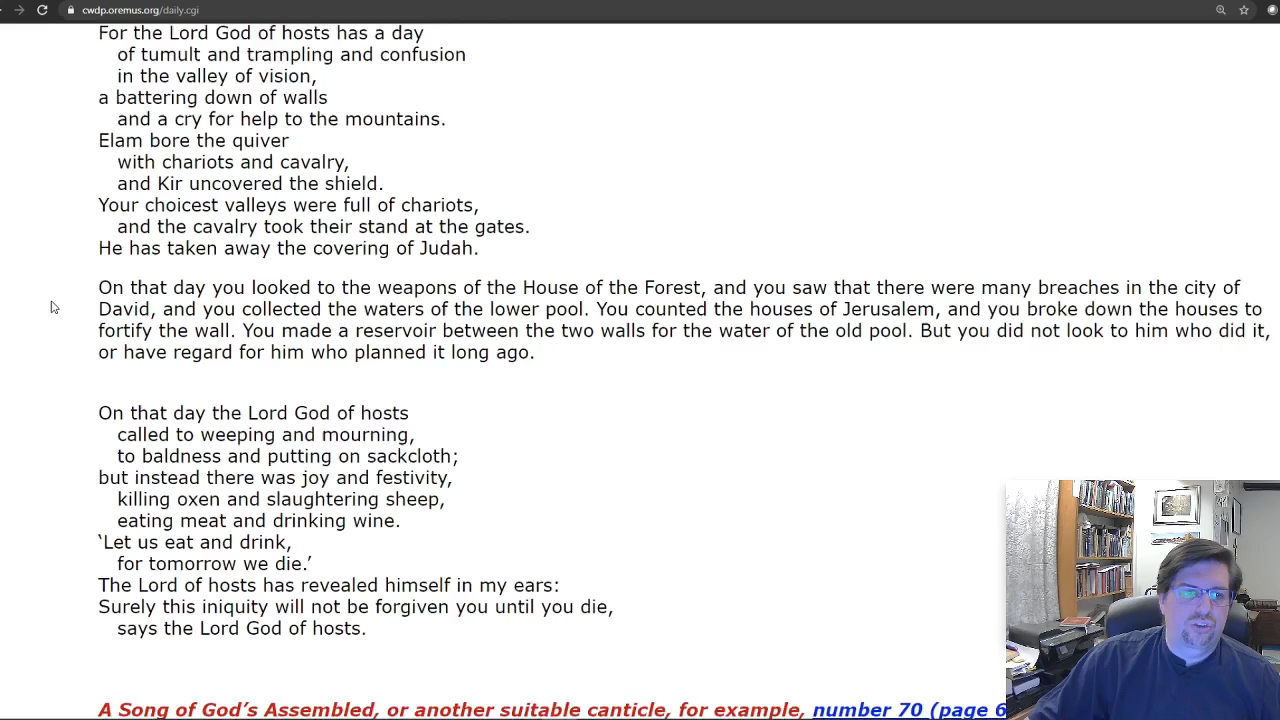 cwdp.oremus.org/daily.cgi
For the Lord God of hosts has a day
of tumult and trampling and confusion
in the valley of vision,
a battering down of walls
and a cry for help to the mountains.
Elam bore the quiver
with chariots and cavalry,
and Kir uncovered the shield.
Your choicest valleys were full of chariots,
and the cavalry took their stand at the gates.
He has taken away the covering of Judah.
On that day you looked to the weapons of the House of the Forest, and you saw that there were many breaches in the city of
David, and you collected the waters of the lower pool. You counted the houses of Jerusalem, and you broke down the houses to
fortify the wall. You made a reservoir between the two walls for the water of the old pool. But you did not look to him who did it,
or have regard for him who planned it long ago.
On that day the Lord God of hosts
called to weeping and mourning,
to baldness and putting on sackcloth;
but instead there was joy and festivity,
killing oxen and slaughtering sheep,
eating meat and drinking wine.
‘Let us eat and drink,
for tomorrow we die.’
The Lord of hosts has revealed himself in my ears:
Surely this iniquity will not be forgiven you until you die,
says the Lord God of hosts.
A Song of God’s Assembled, or another suitable canticle, for example, number 70 (page 6